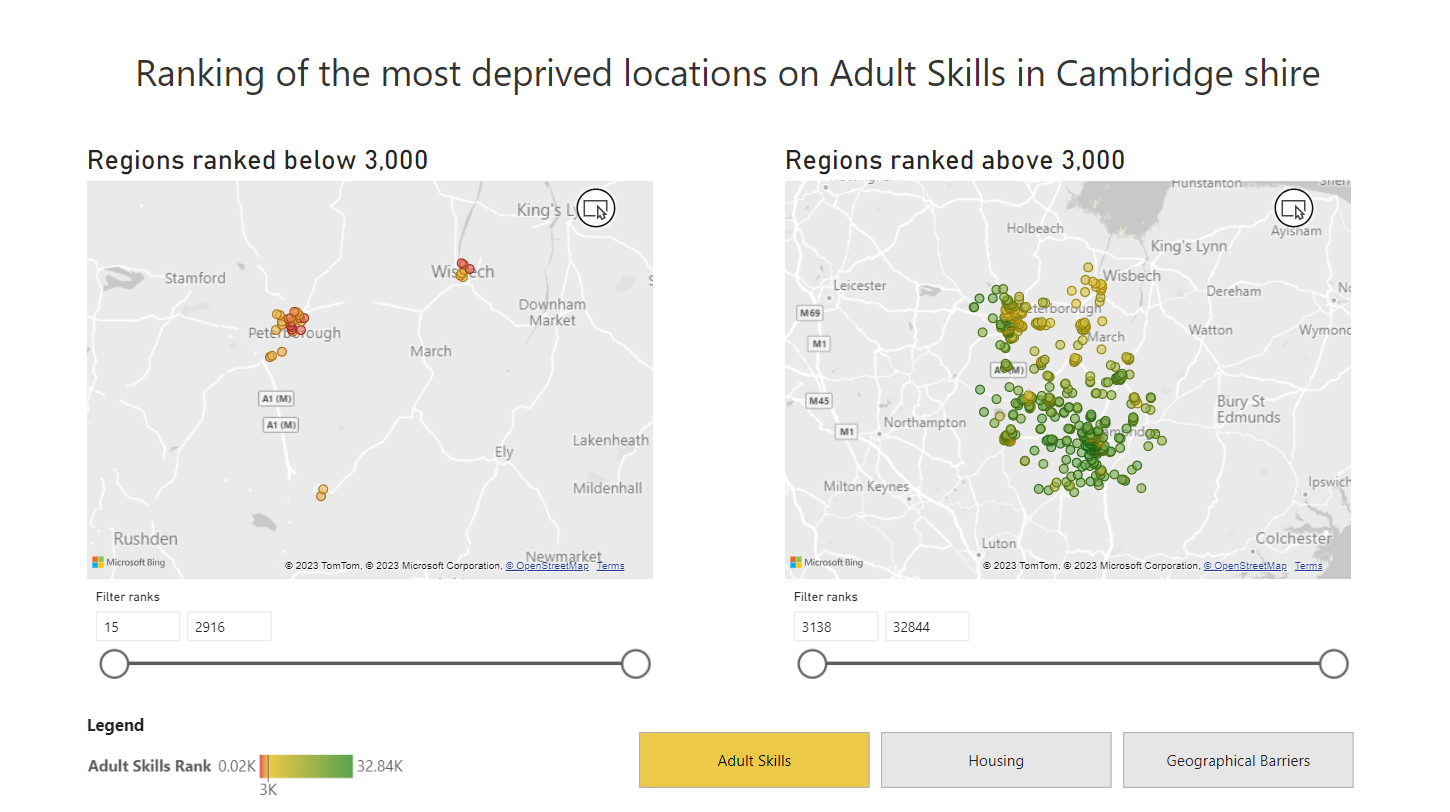 Ranking of the most deprived locations on Adult Skills in Cambridge shire
Regions ranked below 3,000
King's L
Stamford
Wisbech
Downham
Market
Peterborough
March
A1 (M)
A1 (M)
Lakenheath
Ely
Mildenhall
Rushden
Newmarket
Microsoft Bing
© 2023 TomTom, © 2023 Microsoft Corporation, © OpenStreetMap Terms
Filter ranks
15 2916
Regions ranked above 3,000
Hunstanton
Holbeach
Aylsham
King's Lynn
Wisbech
Leicester
Dereham
M69
eterborough
Watton
Wymond
M1
March
M45
Bury St
Edmunds
Northampton
M1
Milton Keynes
Ipswich
Luton
Colchester
Microsoft Bing
© 2023 TomTom, © 2023 Microsoft Corporation, © OpenStreetMap Terms
Filter ranks
3138 32844
Legend
Adult Skills Rank 0.02K 32.84K
3K
Adult Skills Housing Geographical Barriers